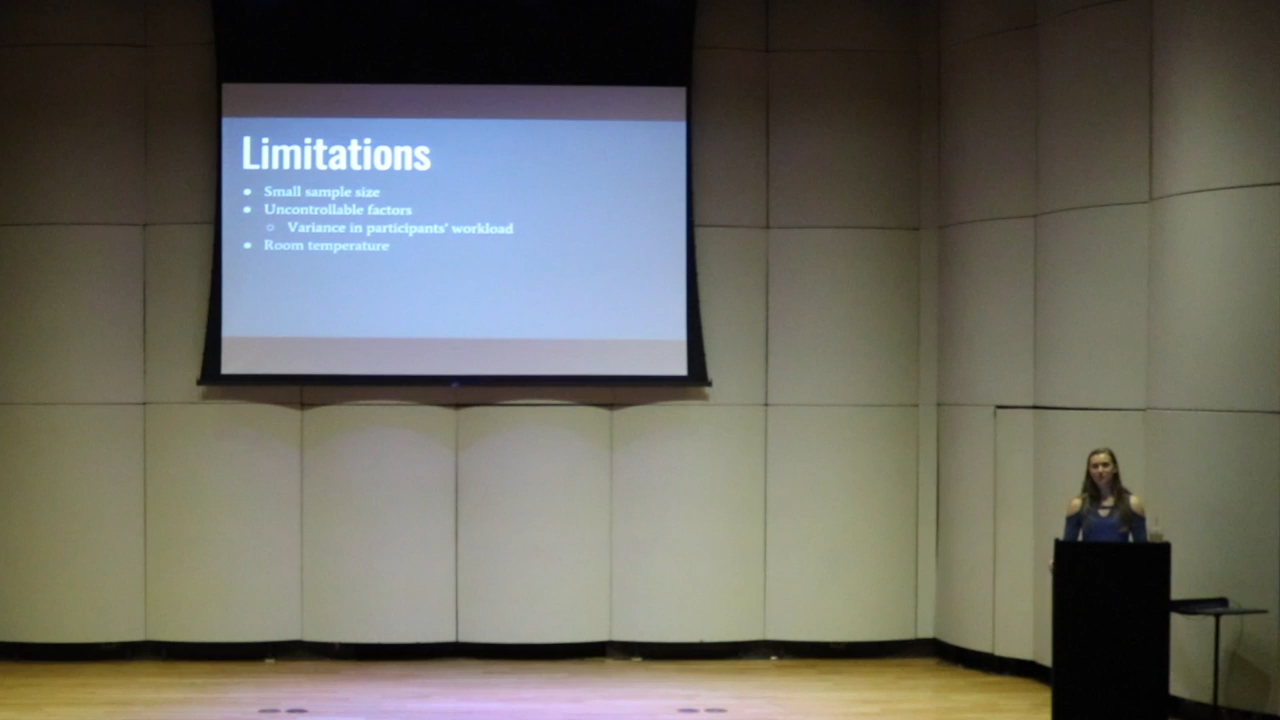 Limitations
● Small sample size
● Uncontrollable factors
○ Variance in participants' workload
● Room temperature